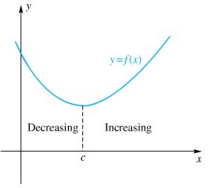 y
y=f(x)
Decreasing Increasing
c x